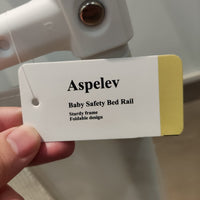 Aspelev
Baby Safety Bed Rail
Sturdy frame
Foldable design